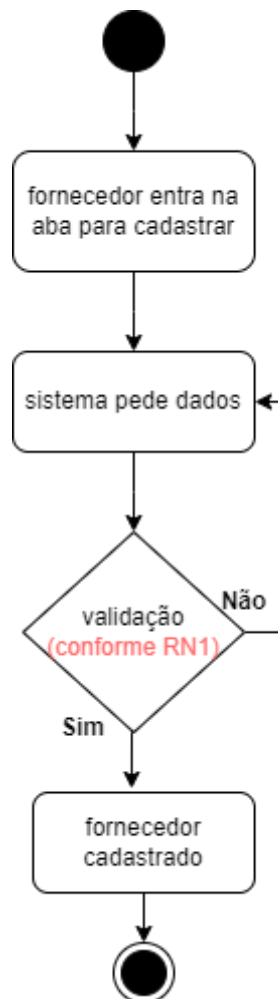 fornecedor entra na
aba para cadastrar
sistema pede dados
validação
(conforme RN1)
Não
Sim
fornecedor
cadastrado